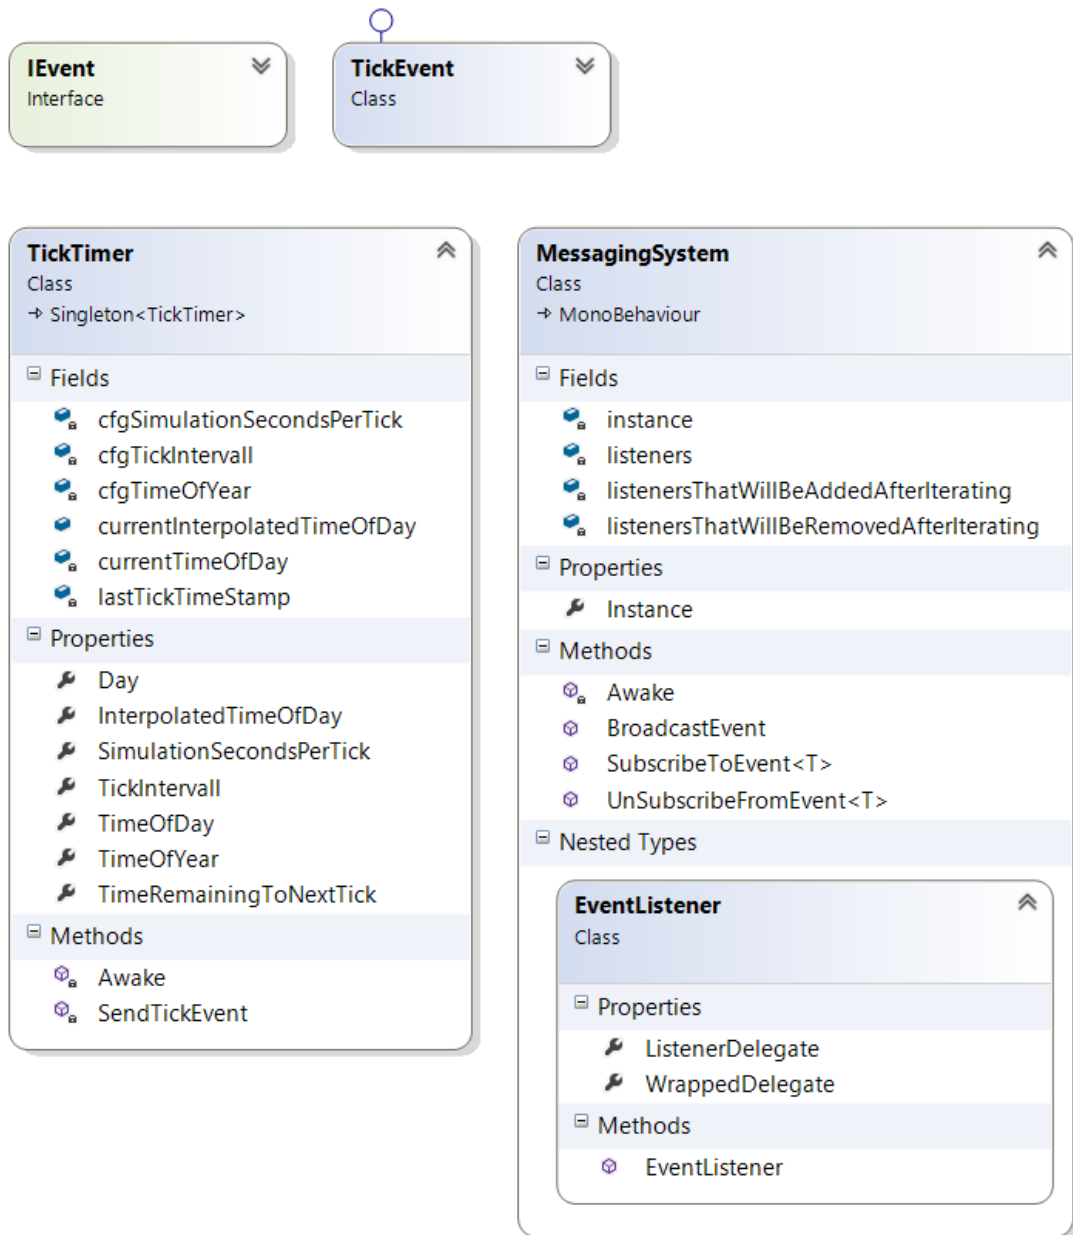 IEvent
Interface
TickEvent
Class
TickTimer
Class
Singleton<TickTimer>
Fields
cfgSimulationSecondsPerTick
cfgTickIntervall
cfgTimeOfYear
currentInterpolatedTimeOfDay
currentTimeOfDay
lastTickTimeStamp
Properties
Day
InterpolatedTimeOfDay
SimulationSecondsPerTick
TickIntervall
TimeOfDay
TimeOfYear
TimeRemainingToNextTick
Methods
Awake
SendTickEvent
MessagingSystem
Class
MonoBehaviour
Fields
instance
listeners
listenersThatWillBeAddedAfterIterating
listenersThatWillBeRemovedAfterIterating
Properties
Instance
Methods
Awake
BroadcastEvent
SubscribeToEvent<T>
UnSubscribeFromEvent<T>
Nested Types
EventListener
Class
Properties
ListenerDelegate
WrappedDelegate
Methods
EventListener